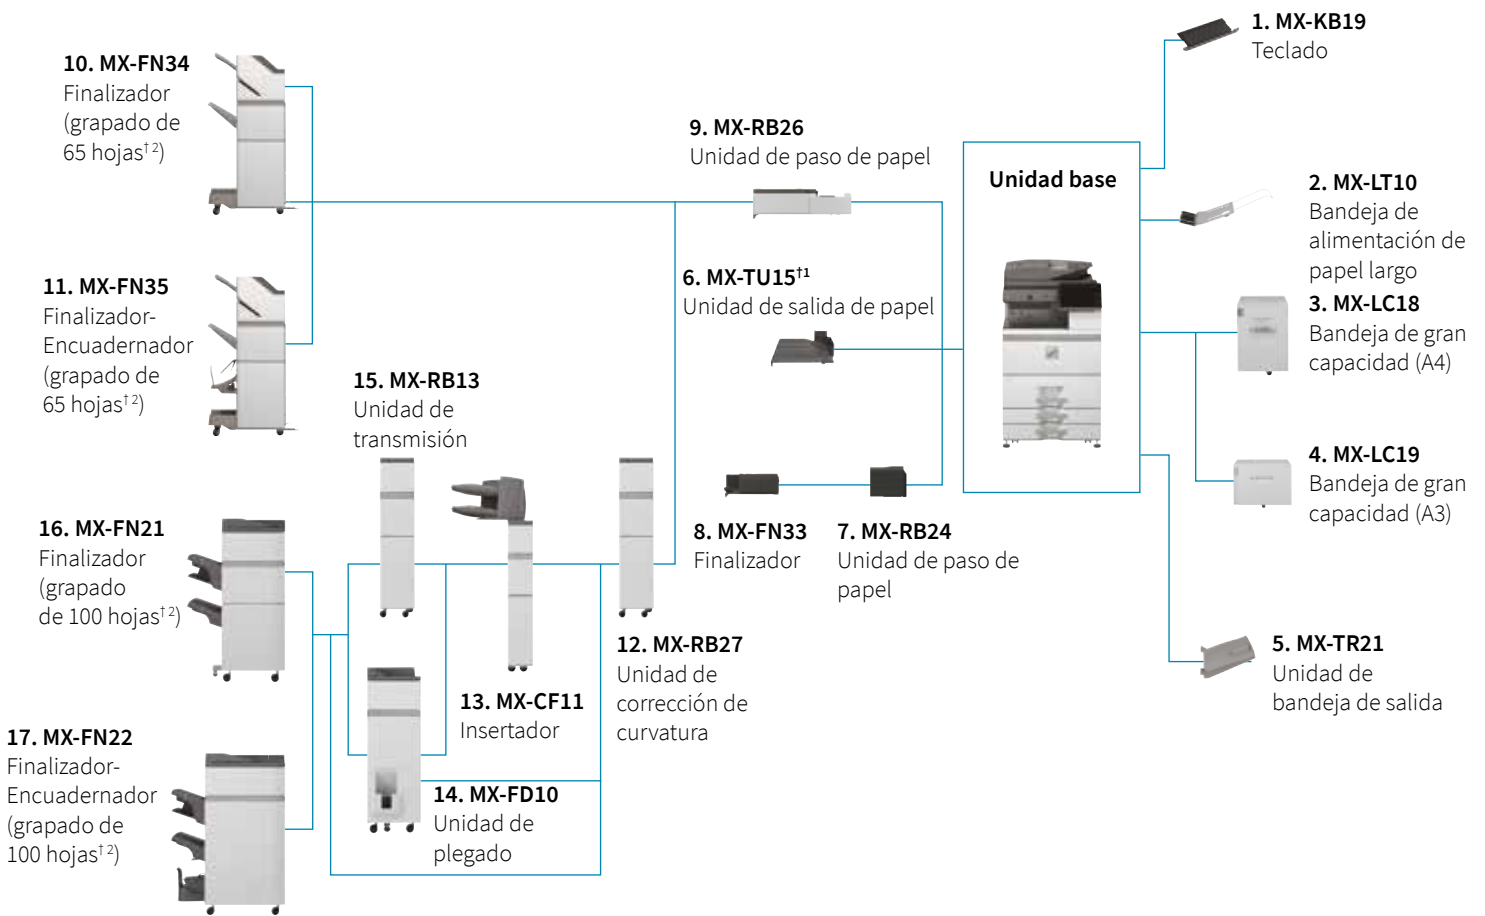 1. MX-KB19
Teclado
2. MX-LT10
Bandeja de
alimentación de
papel largo
3. MX-LC18
Bandeja de gran
capacidad (A4)
4. MX-LC19
Bandeja de gran
capacidad (A3)
5. MX-TR21
Unidad de
bandeja de salida
Unidad base
6. MX-TU15†1
Unidad de salida de papel
7. MX-RB24
Unidad de paso de
papel
8. MX-FN33
Finalizador
9. MX-RB26
Unidad de paso de papel
10. MX-FN34
Finalizador
(grapado de
65 hojas†2)
11. MX-FN35
Finalizador-
Encuadernador
(grapado de
65 hojas†2)
12. MX-RB27
Unidad de
corrección de
curvatura
13. MX-CF11
Insertador
14. MX-FD10
Unidad de
plegado
15. MX-RB13
Unidad de
transmisión
16. MX-FN21
Finalizador
(grapado
de 100 hojas†2)
17. MX-FN22
Finalizador-
Encuadernador
(grapado de
100 hojas†2)